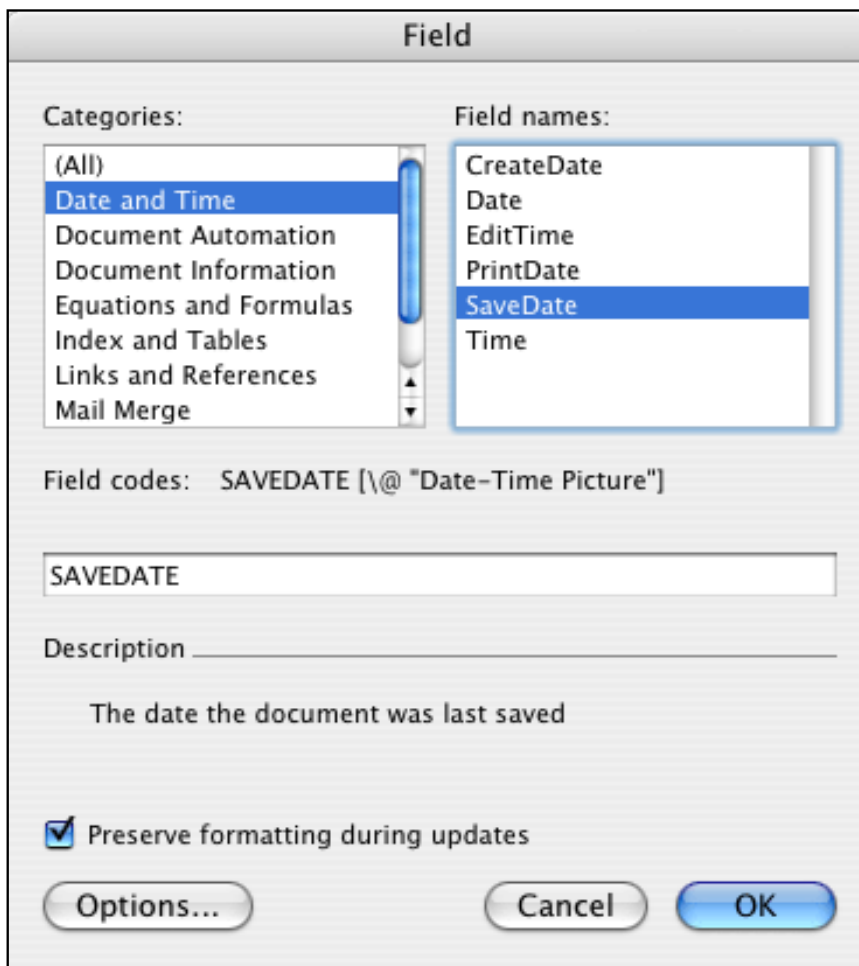 Field
Categories:
(All)
Date and Time
Document Automation
Document Information
Equations and Formulas
Index and Tables
Links and References
Mail Merge
Field names:
CreateDate
Date
EditTime
PrintDate
SaveDate
Time
Field codes: SAVEDATE [\@ "Date-Time Picture"]
SAVEDATE
Description
The date the document was last saved
Preserve formatting during updates
Options...
Cancel
OK